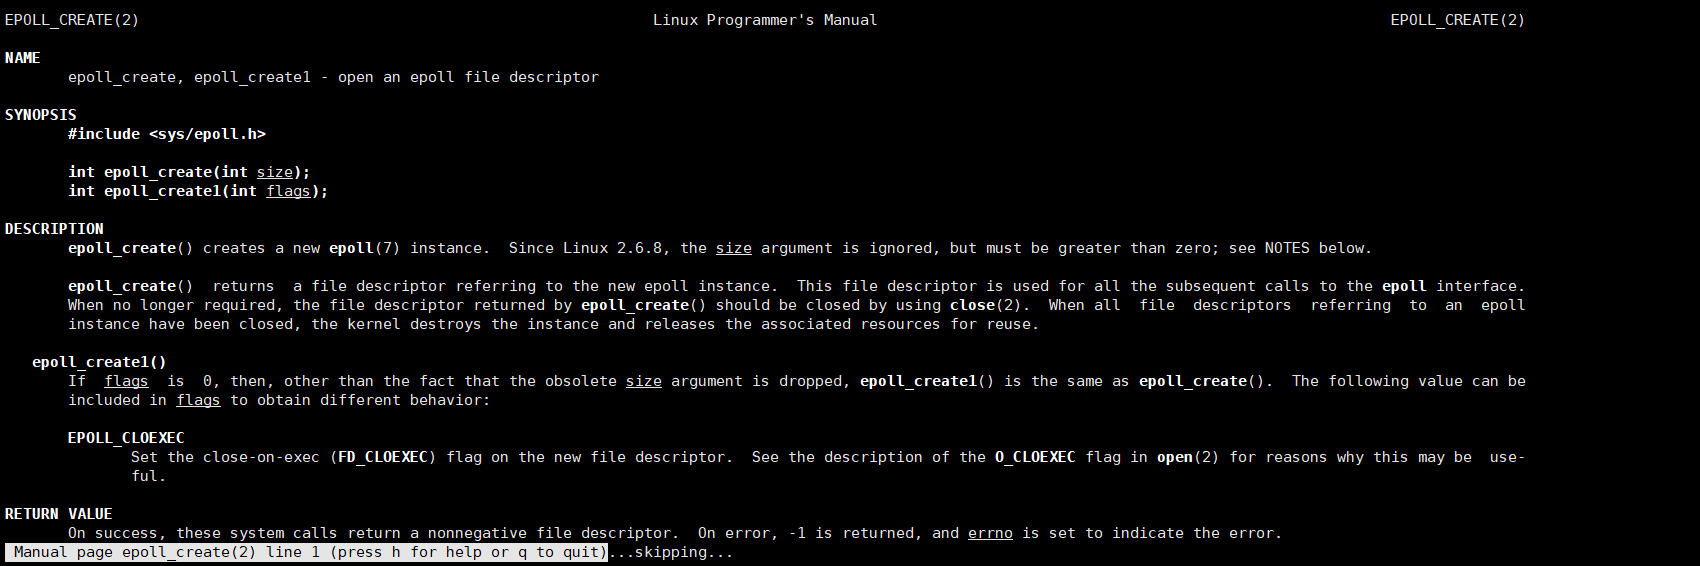 EPOLL_CREATE(2) Linux Programmer's Manual EPOLL_CREATE(2)
NAME
epoll_create, epoll_create1 - open an epoll file descriptor
SYNOPSIS
#include <sys/epoll.h>
int epoll_create(int size);
int epoll_create1(int flags);
DESCRIPTION
epoll_create() creates a new epoll(7) instance.  Since Linux 2.6.8, the size argument is ignored, but must be greater than zero; see NOTES below.
epoll_create()  returns  a file descriptor referring to the new epoll instance.  This file descriptor is used for all the subsequent calls to the epoll interface.
When no longer required, the file descriptor returned by epoll_create() should be closed by using close(2).  When all  file  descriptors  referring  to  an  epoll
instance have been closed, the kernel destroys the instance and releases the associated resources for reuse.
epoll_create1()
If  flags  is  0, then, other than the fact that the obsolete size argument is dropped, epoll_create1() is the same as epoll_create().  The following value can be
included in flags to obtain different behavior:
EPOLL_CLOEXEC
Set the close-on-exec (FD_CLOEXEC) flag on the new file descriptor.  See the description of the O_CLOEXEC flag in open(2) for reasons why this may be  use-
ful.
RETURN VALUE
On success, these system calls return a nonnegative file descriptor.  On error, -1 is returned, and errno is set to indicate the error.
Manual page epoll_create(2) line 1 (press h for help or q to quit)...skipping...